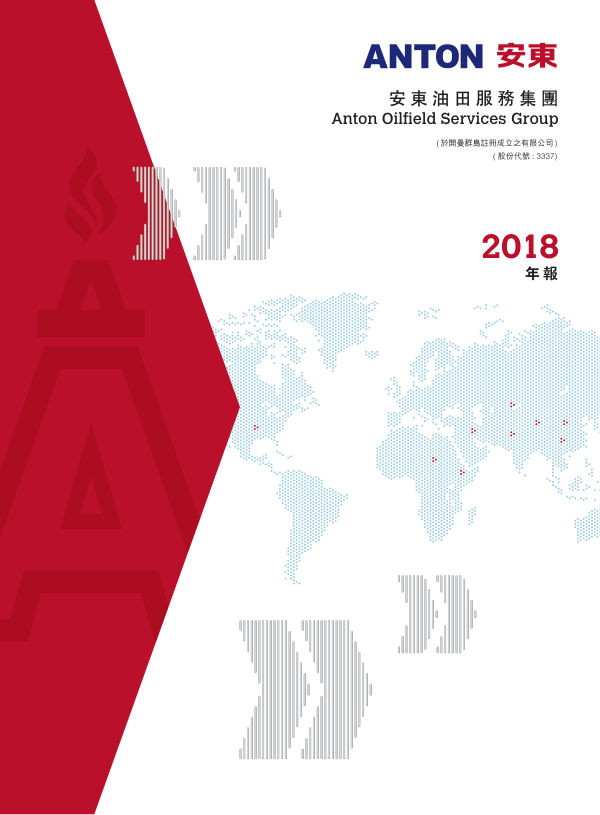 ANTON 安東
安東油田服務集團
Anton Oilfield Services Group
(於開曼群島註冊成立之有限公司)
(股份代號 : 3337)
2018
年報